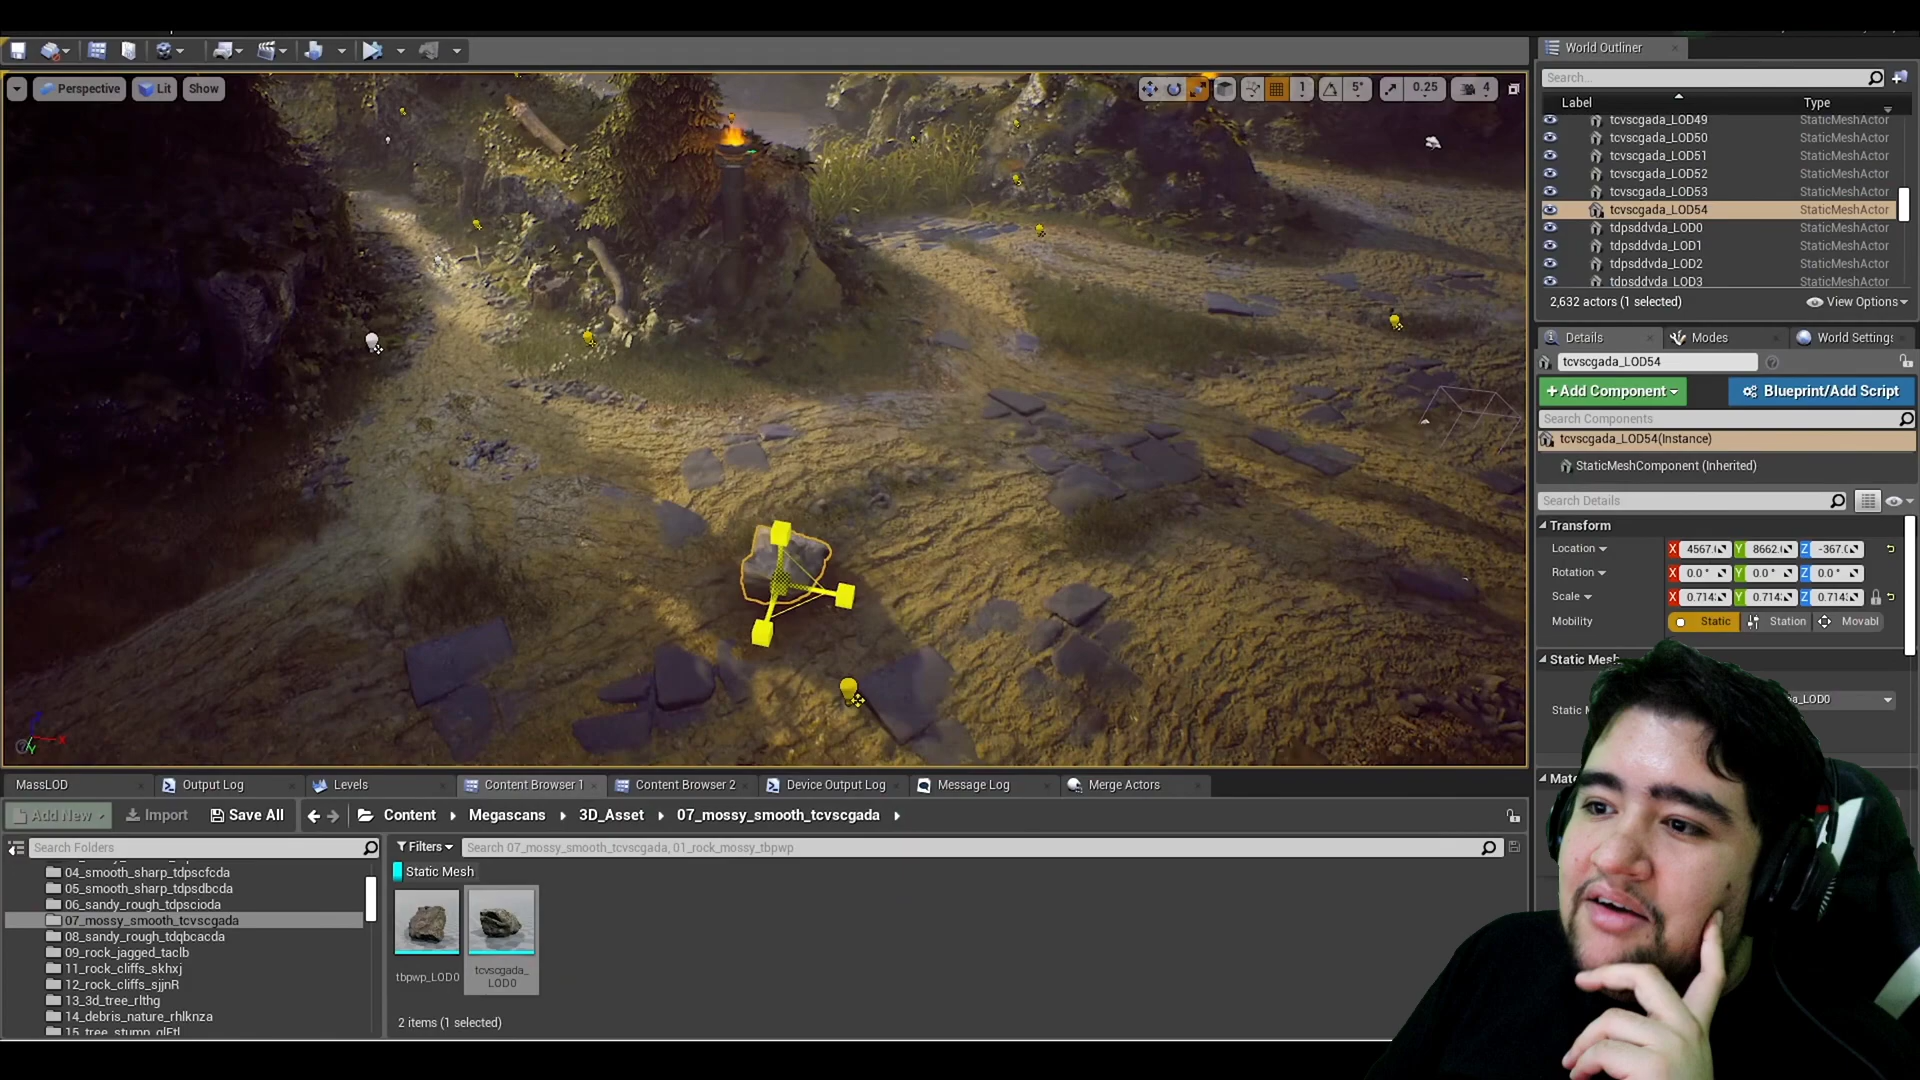 World Outliner
Perspective
Lit
Show
1
5°
0.25
4
Search...
Label
Type
tcvscgada_LOD49 StaticMeshActor
tcvscgada_LOD50 StaticMeshActor
tcvscgada_LOD51 StaticMeshActor
tcvscgada_LOD52 StaticMeshActor
tcvscgada_LOD53 StaticMeshActor
tcvscgada_LOD54 StaticMeshActor
tdpsddvda_LOD0 StaticMeshActor
tdpsddvda_LOD1 StaticMeshActor
tdpsddvda_LOD2 StaticMeshActor
tdpsddvda_LOD3 StaticMeshActor
2,632 actors (1 selected)
View Options
Details
Modes
World Settings
tcvscgada_LOD54
+Add Component
Blueprint/Add Script
Search Components
tcvscgada_LOD54(Instance)
StaticMeshComponent (Inherited)
Search Details
Transform
Location X 4567.0 Y 8662.0 Z -367.0
Rotation X 0.0° Y 0.0° Z 0.0°
Scale X 0.714 Y 0.714 Z 0.714
Mobility Static Station Movabl
Static Mesh
_LOD0
X
Y
MassLOD
Output Log
Levels
Content Browser 1
Content Browser 2
Device Output Log
Message Log
Merge Actors
Add New
Import
Save All
Content
Megascans
3D_Asset
07_mossy_smooth_tcvscgada
Search Folders
Filters
Search 07_mossy_smooth_tcvscgada, 01_rock_mossy_tbpwp
04_smooth_sharp_tdpscfcda
05_smooth_sharp_tdpsdbcda
06_sandy_rough_tdpscioda
07_mossy_smooth_tcvscgada
08_sandy_rough_tdqbcacda
09_rock_jagged_taclb
11_rock_cliffs_skhxj
12_rock_cliffs_sjjnR
13_3d_tree_rlthg
14_debris_nature_rhlknza
Static Mesh
tbpwp_LOD0
tcvscgada_
LOD0
2 items (1 selected)